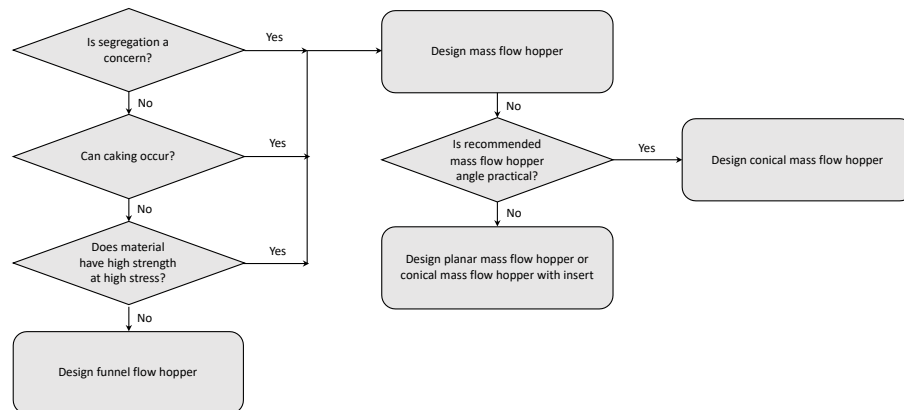 Is segregation a
concern?
Yes
Design mass flow hopper
No
No
Can caking occur?
Yes
Is recommended
mass flow hopper
angle practical?
Yes
Design conical mass flow hopper
No
No
Does material
have high strength
at high stress?
Yes
Design planar mass flow hopper or
conical mass flow hopper with insert
No
Design funnel flow hopper